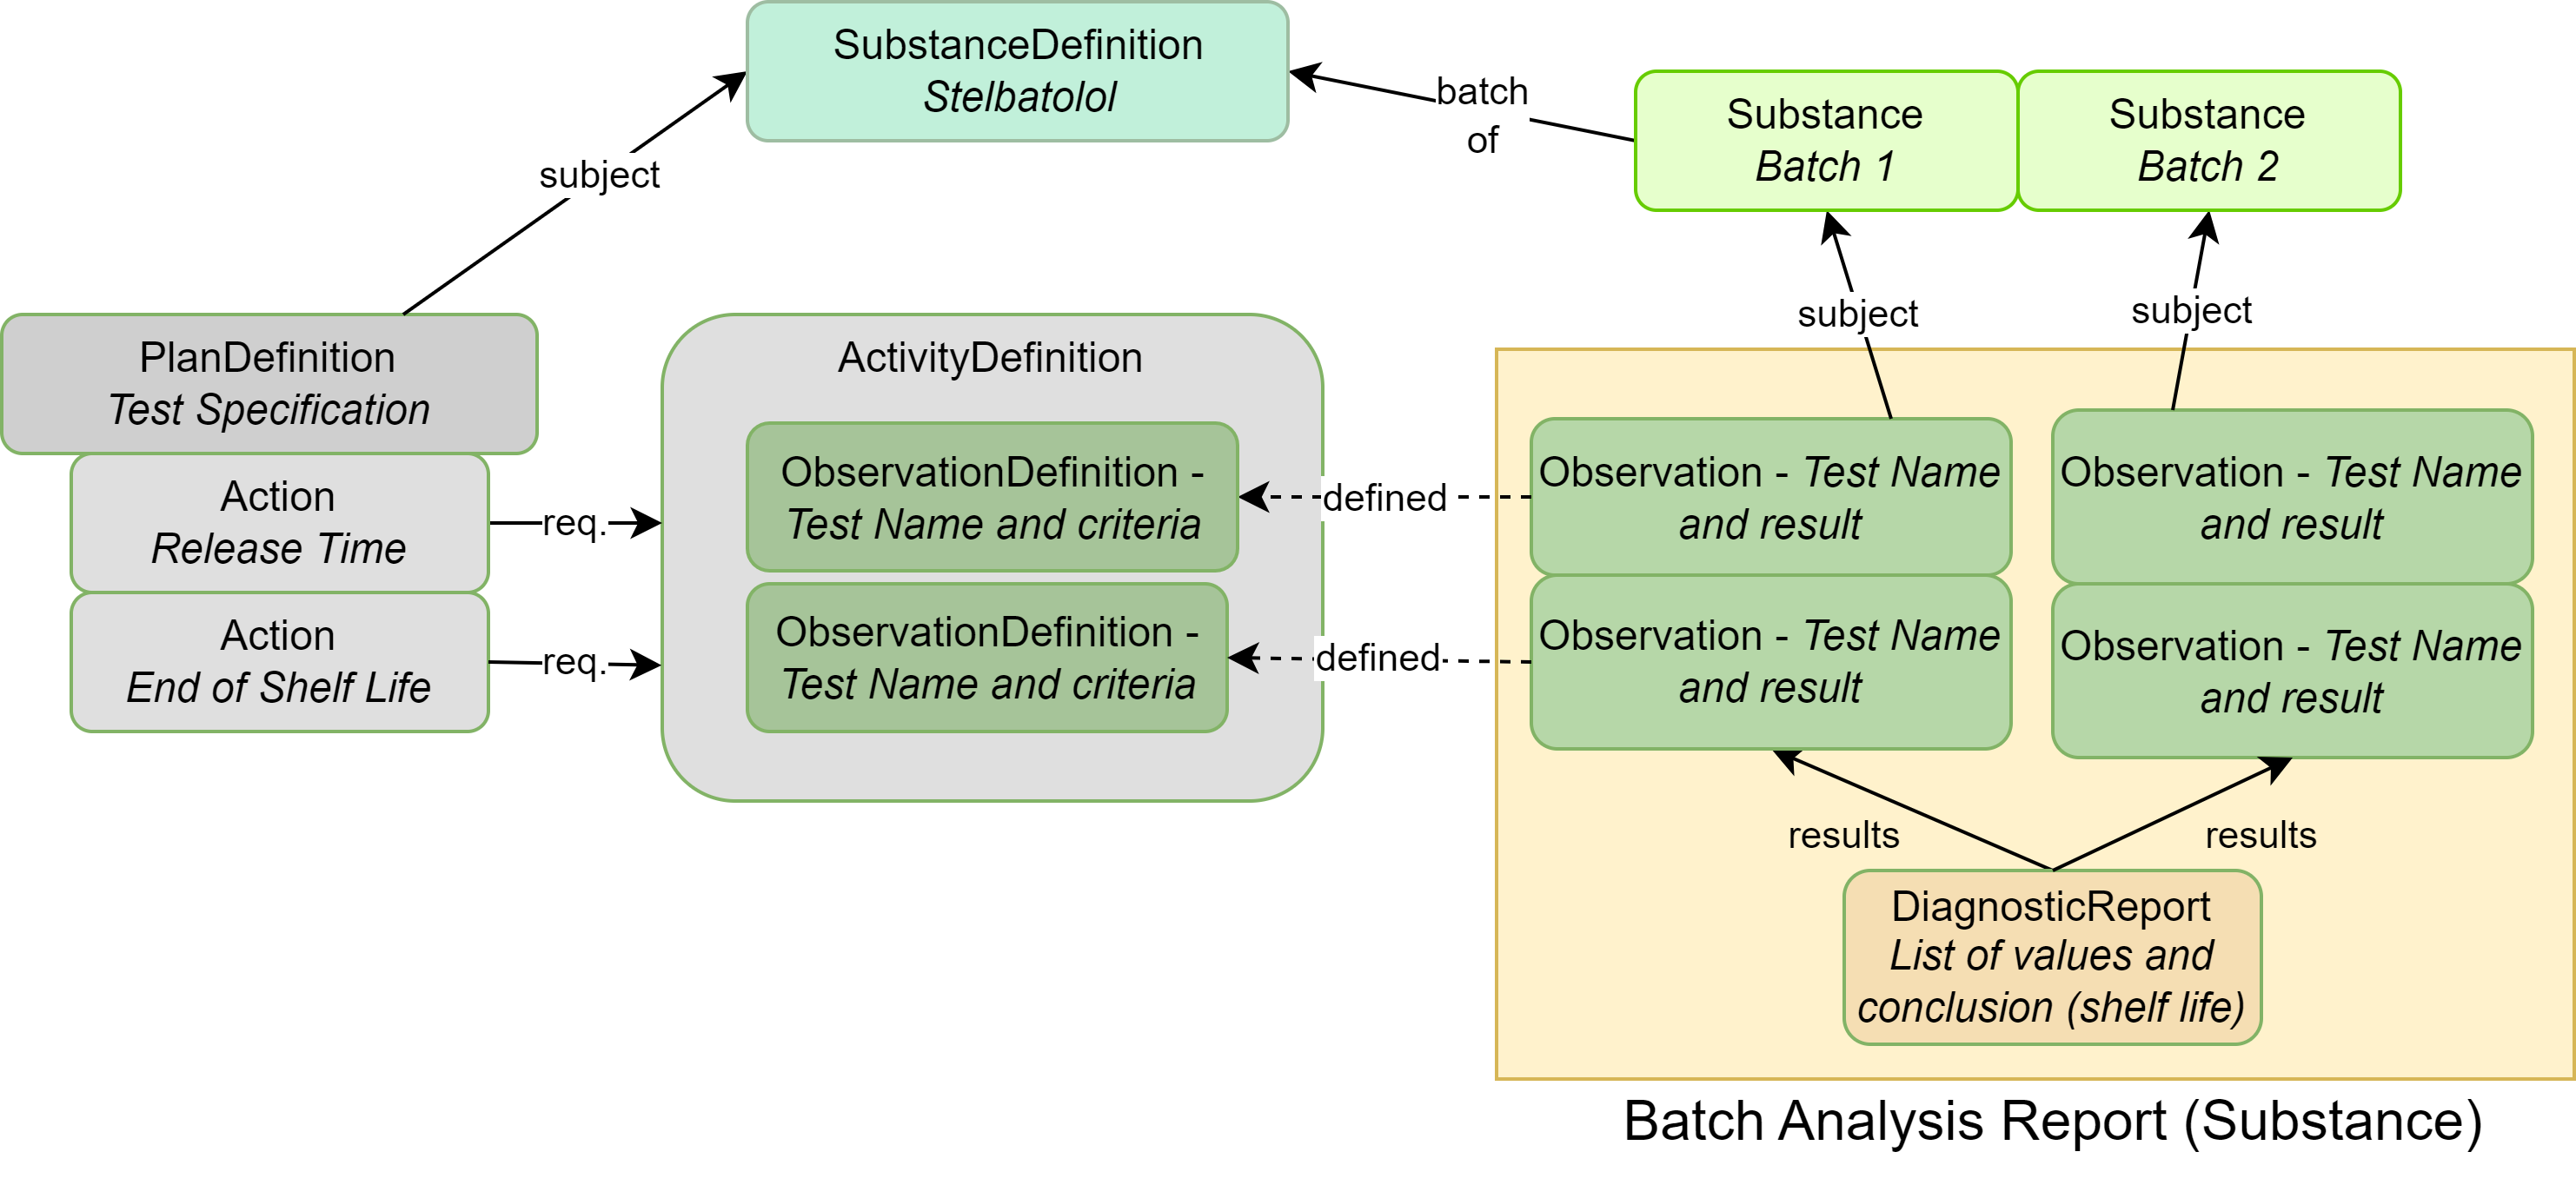 SubstanceDefinition
Stelbatolol
batch
of
Substance
Batch 1
Substance
Batch 2
subject
subject
subject
PlanDefinition
Test Specification
Action
Release Time
Action
End of Shelf Life
req.
req.
ActivityDefinition
ObservationDefinition -
Test Name and criteria
ObservationDefinition -
Test Name and criteria
defined
defined
Observation - Test Name
and result
Observation - Test Name
and result
Observation - Test Name
and result
Observation - Test Name
and result
results
results
DiagnosticReport
List of values and
conclusion (shelf life)
Batch Analysis Report (Substance)